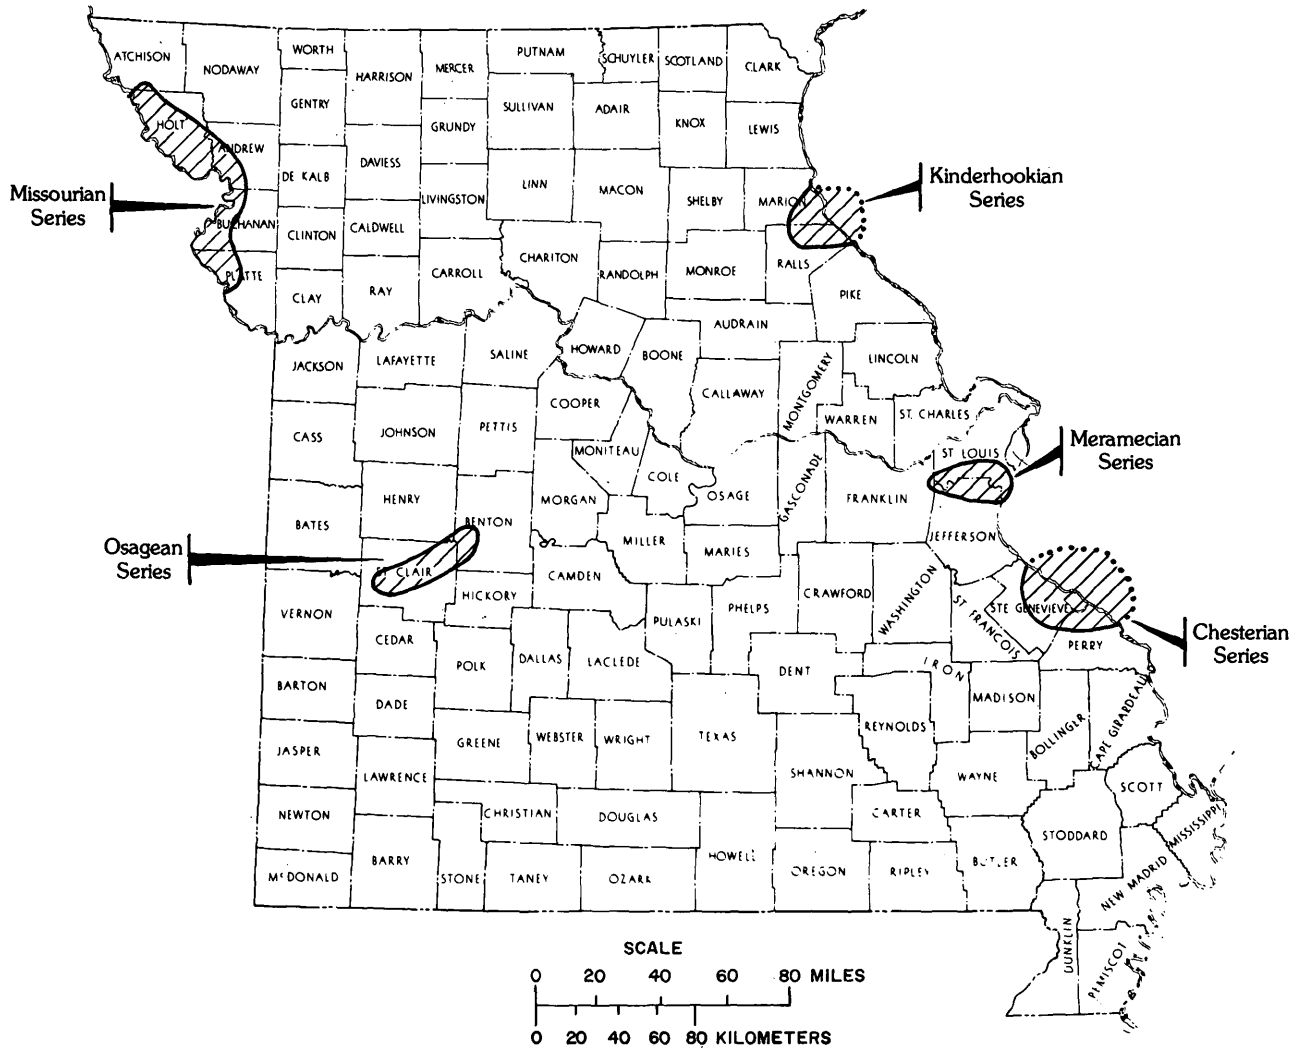 ATCHISON
NODAWAY
WORTH
GENTRY
HARRISON
MERCER
PUTNAM
SCHUYLER
SCOTLAND
CLARK
SULLIVAN
ADAIR
KNOX
LEWIS
GRUNDY
HOLT
ANDREW
DE KALB
DAVIESS
LIVINGSTON
LINN
MACON
SHELBY
MARION
Kinderhookian
Series
Missourian
Series
BUCHANAN
CLINTON
CALDWELL
CHARITON
RANDOLPH
MONROE
RALLS
PLATTE
CLAY
RAY
CARROLL
PIKE
AUDRAIN
JACKSON
LAFAYETTE
SALINE
HOWARD
BOONE
CALLAWAY
MONTGOMERY
LINCOLN
WARREN
ST. CHARLES
CASS
JOHNSON
PETTIS
COOPER
MONITEAU
COLE
OSAGE
GASCONADE
FRANKLIN
ST LOUIS
Meramecian
Series
BATES
HENRY
BENTON
MORGAN
MILLER
MARIES
JEFFERSON
Osagean
Series
ST CLAIR
HICKORY
CAMDEN
PULASKI
PHELPS
CRAWFORD
WASHINGTON
ST FRANCOIS
STE GENEVIEVE
PERRY
Chesterian
Series
VERNON
CEDAR
POLK
DALLAS
LACLEDE
DENT
IRON
MADISON
BOLLINGER
CAPE GIRARDEAU
BARTON
DADE
GREENE
WEBSTER
WRIGHT
TEXAS
REYNOLDS
JASPER
LAWRENCE
SHANNON
WAYNE
SCOTT
MISSISSIPPI
NEWTON
CHRISTIAN
DOUGLAS
CARTER
STODDARD
McDONALD
BARRY
STONE
TANEY
OZARK
HOWELL
OREGON
RIPLEY
BUTLER
NEW MADRID
DUNKLIN
PEMISCOT
SCALE
0 20 40 60 80 MILES
0 20 40 60 80 KILOMETERS